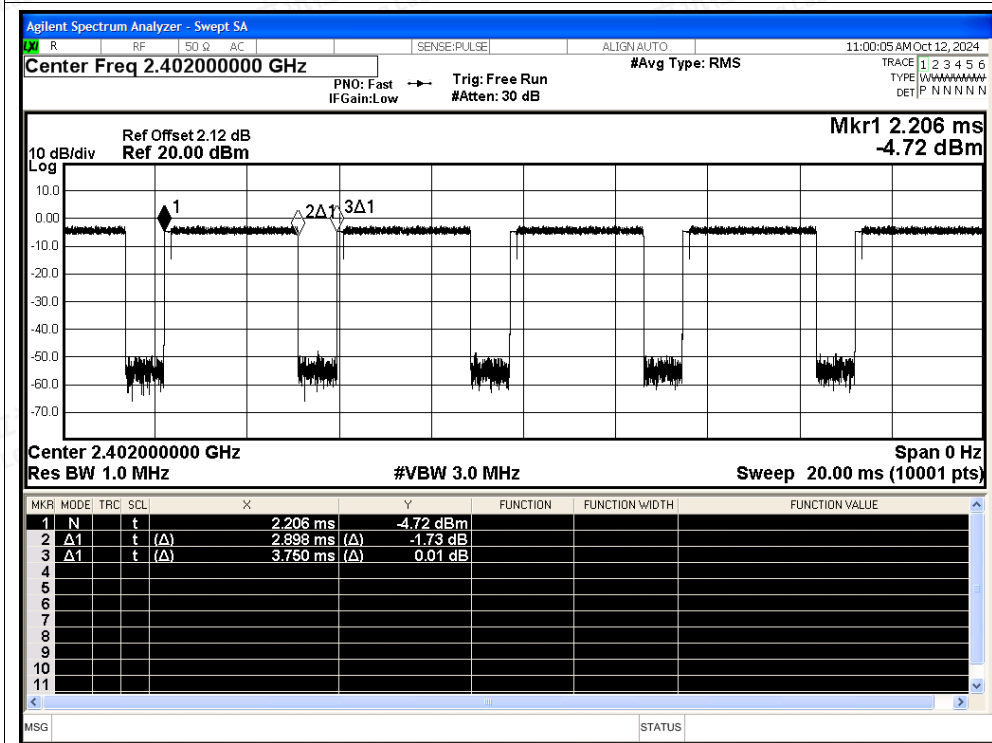 Agilent Spectrum Analyzer - Swept SA
LXI R RF 50 Ω AC SENSE:PULSE ALIGN AUTO 11:00:05 AM Oct 12, 2024
Center Freq 2.402000000 GHz #Avg Type: RMS TRACE 1 2 3 4 5 6
PNO: Fast Trig: Free Run TYPE W
IFGain:Low #Atten: 30 dB DET P N N N N N
Mkr1 2.206 ms
-4.72 dBm
Ref Offset 2.12 dB
10 dB/div Ref 20.00 dBm
Log
10.0
0.00
-10.0
-20.0
-30.0
-40.0
-50.0
-60.0
-70.0
1 2Δ1 3Δ1
Center 2.402000000 GHz Span 0 Hz
Res BW 1.0 MHz #VBW 3.0 MHz Sweep 20.00 ms (10001 pts)
MKR MODE TRC SCL X Y FUNCTION FUNCTION WIDTH FUNCTION VALUE
1 N t 2.206 ms -4.72 dBm
2 Δ1 t (Δ) 2.898 ms (Δ) -1.73 dB
3 Δ1 t (Δ) 3.750 ms (Δ) 0.01 dB
4
5
6
7
8
9
10
11
MSG STATUS